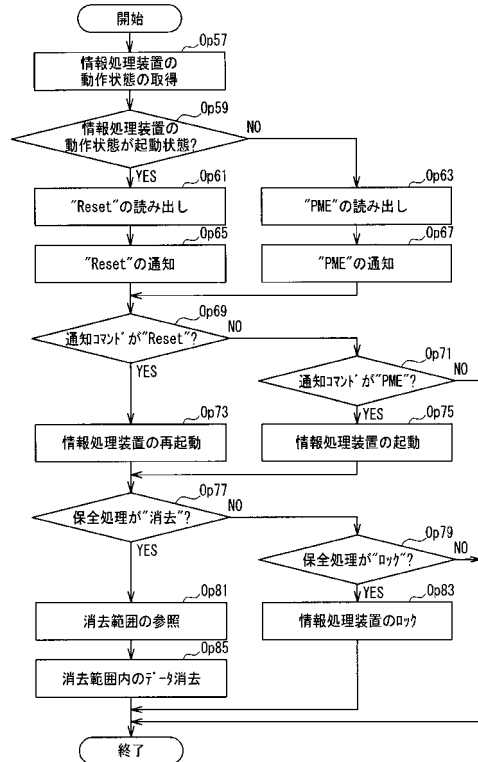 開始
Op57
情報処理装置の
動作状態の取得
Op59
情報処理装置の
動作状態が起動状態?
NO
YES
Op61
"Reset"の読み出し
Op63
"PME"の読み出し
Op65
"Reset"の通知
Op67
"PME"の通知
Op69
通知コマンドが"Reset"?
NO
YES
Op71
通知コマンドが"PME"?
NO
YES
Op73
情報処理装置の再起動
Op75
情報処理装置の起動
Op77
保全処理が"消去"?
NO
YES
Op79
保全処理が"ロック"?
NO
YES
Op81
消去範囲の参照
Op83
情報処理装置のロック
Op85
消去範囲内のデータ消去
終了